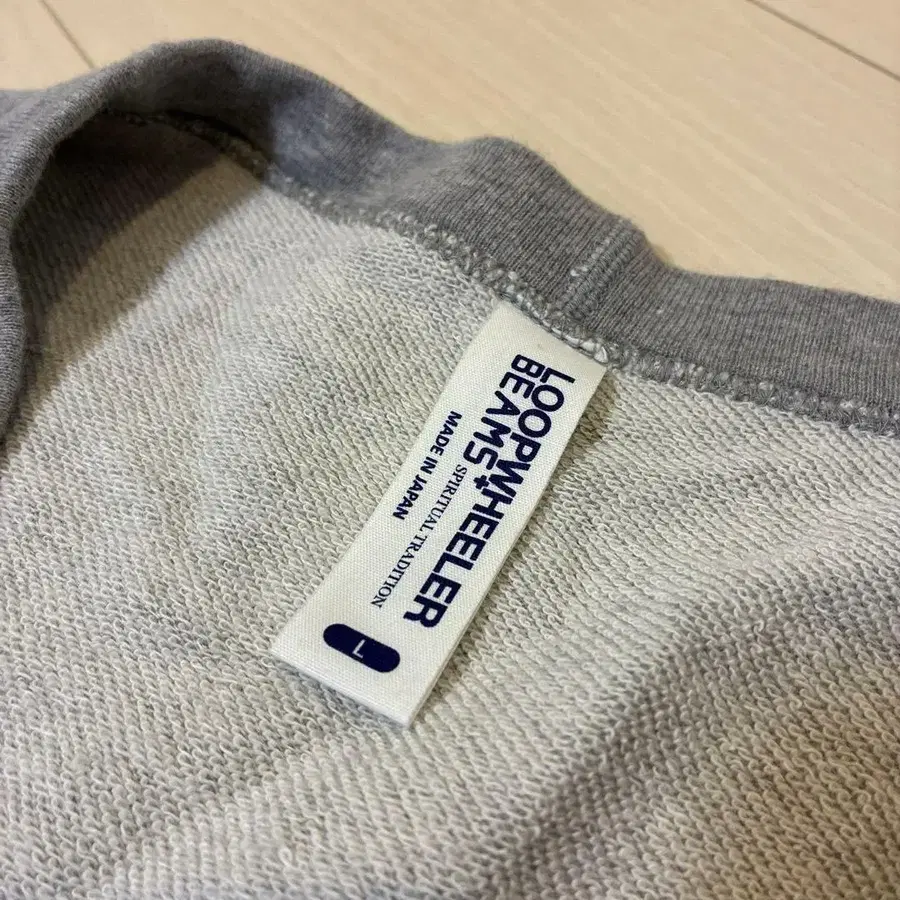 LOOPWHEELER
BEAMS+
SPIRITUAL TRADITION
MADE IN JAPAN
L